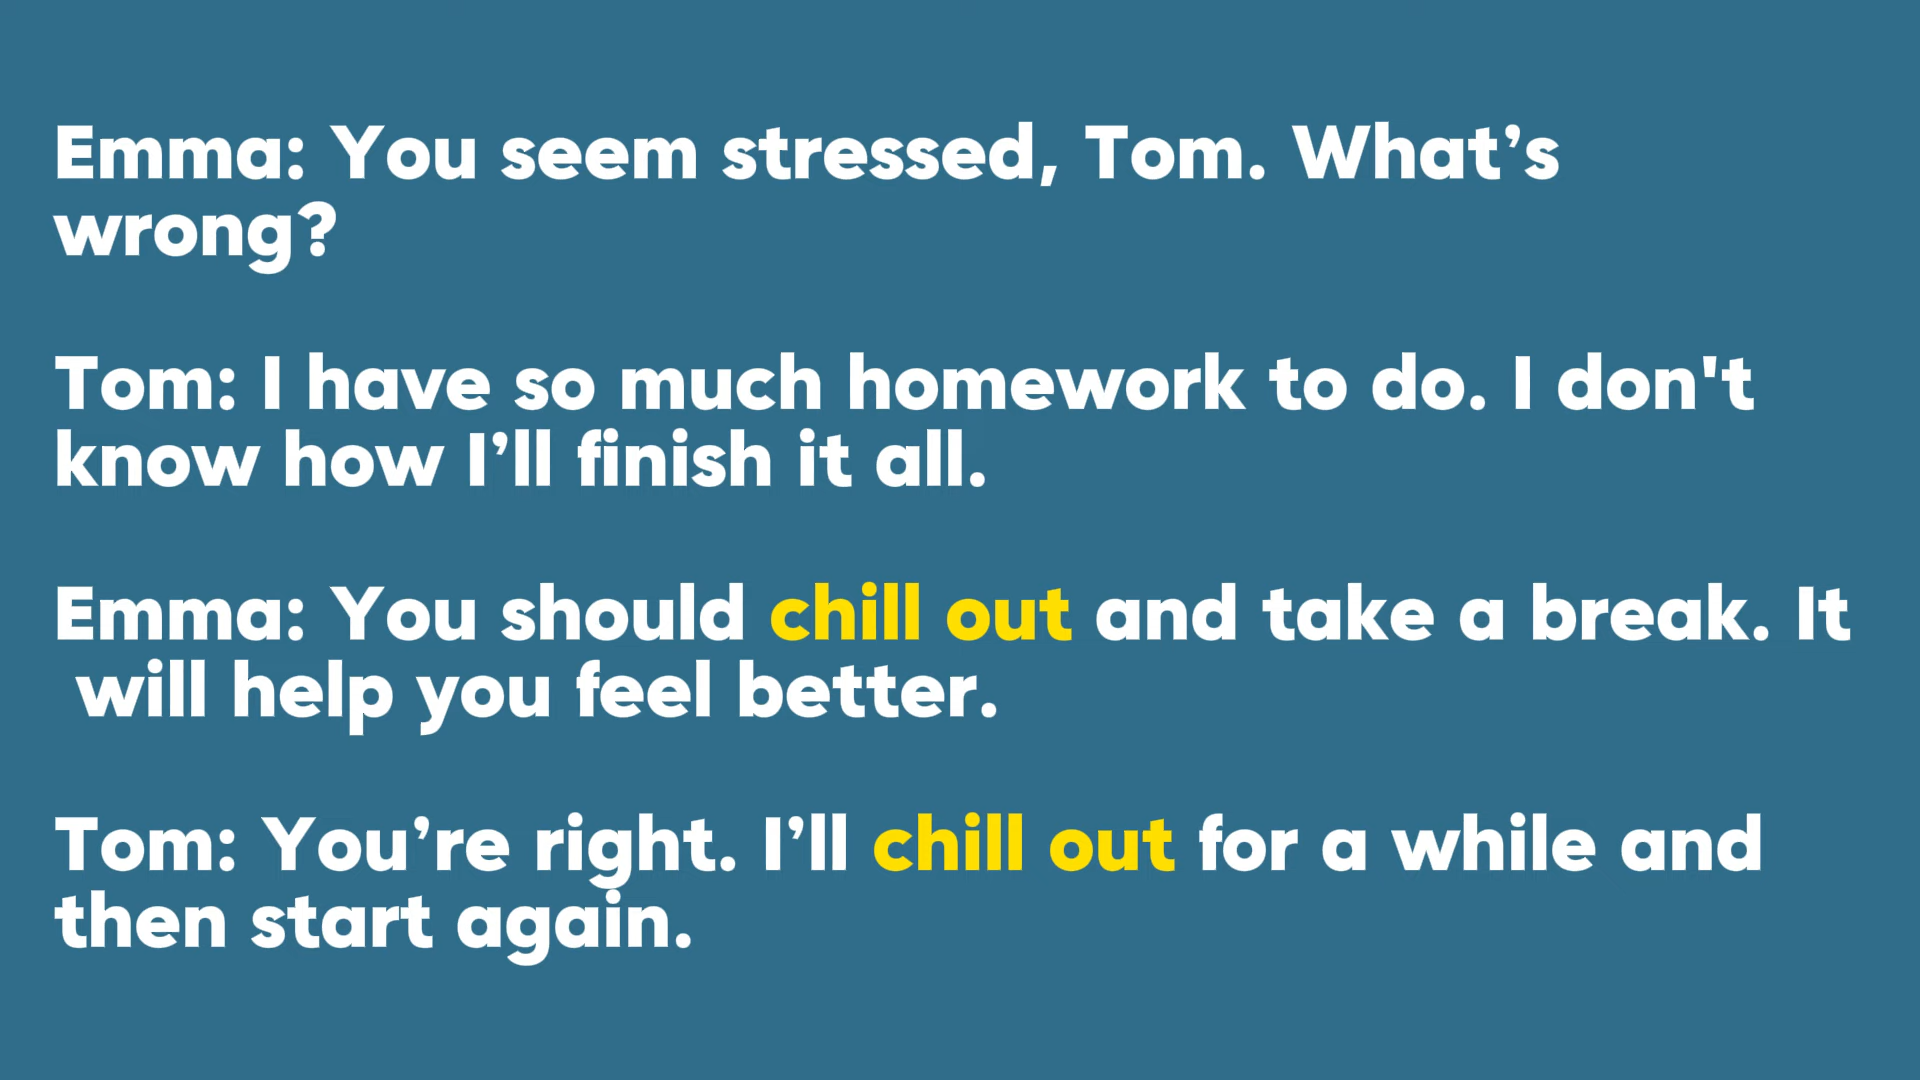 Emma: You seem stressed, Tom. What’s
wrong?
Tom: I have so much homework to do. I don't
know how I’ll finish it all.
Emma: You should chill out and take a break. It
will help you feel better.
Tom: You’re right. I’ll chill out for a while and
then start again.